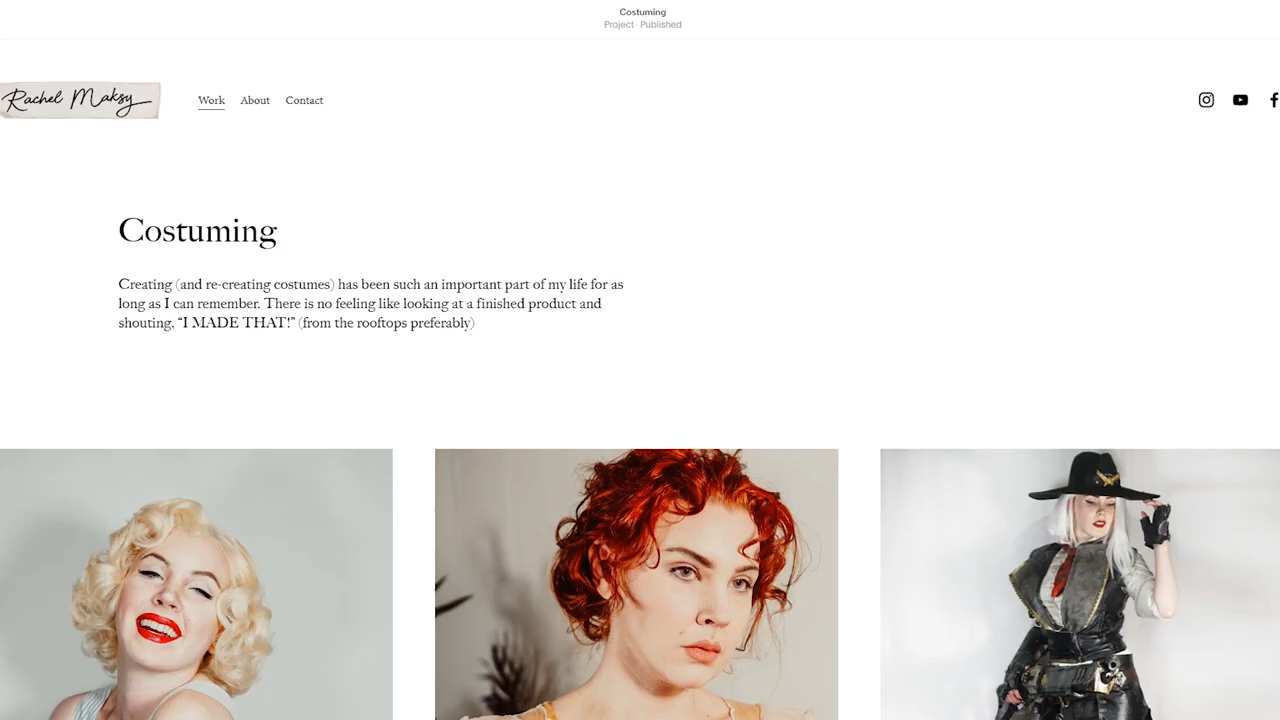 Costuming
Project · Published
Rachel Maksy
Work About Contact
Costuming
Creating (and re-creating costumes) has been such an important part of my life for as
long as I can remember. There is no feeling like looking at a finished product and
shouting, “I MADE THAT!” (from the rooftops preferably)